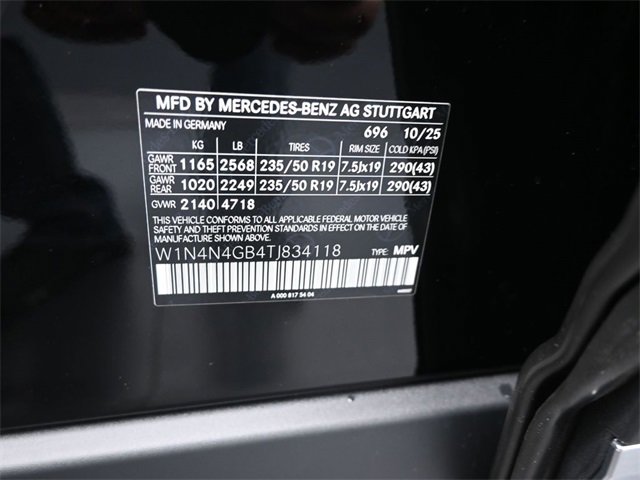 MFD BY MERCEDES-BENZ AG STUTTGART
MADE IN GERMANY 696 10/25
KG LB TIRES RIM SIZE COLD KPA(PSI)
GAWR FRONT 1165 2568 235/50 R19 7.5Jx19 290(43)
GAWR REAR 1020 2249 235/50 R19 7.5Jx19 290(43)
GVWR 2140 4718
THIS VEHICLE CONFORMS TO ALL APPLICABLE FEDERAL MOTOR VEHICLE
SAFETY AND THEFT PREVENTION STANDARDS IN EFFECT ON THE DATE
OF MANUFACTURE SHOWN ABOVE.
W1N4N4GB4TJ834118 TYPE: MPV
A 000 817 54 04